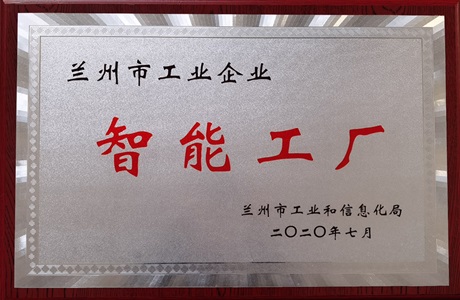 兰州市工业企业
智能工厂
兰州市工业和信息化局
二〇二〇年七月